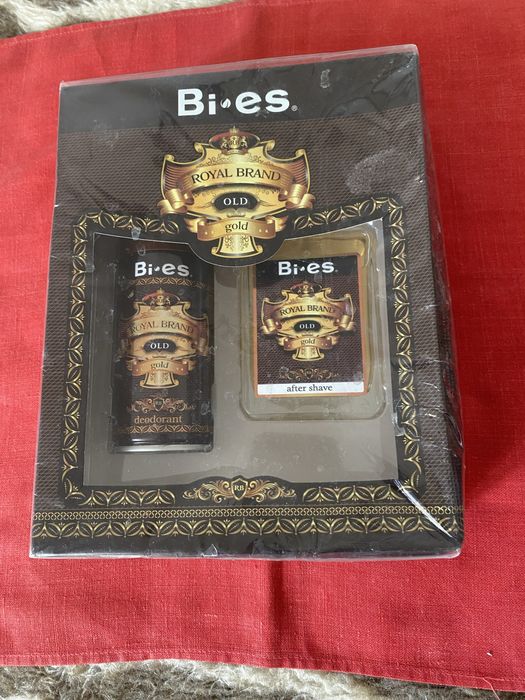 Bi·es®
ROYAL BRAND
OLD
gold
Bi·es
ROYAL BRAND
OLD
gold
deodorant
Bi·es
ROYAL BRAND
OLD
gold
after shave
RB